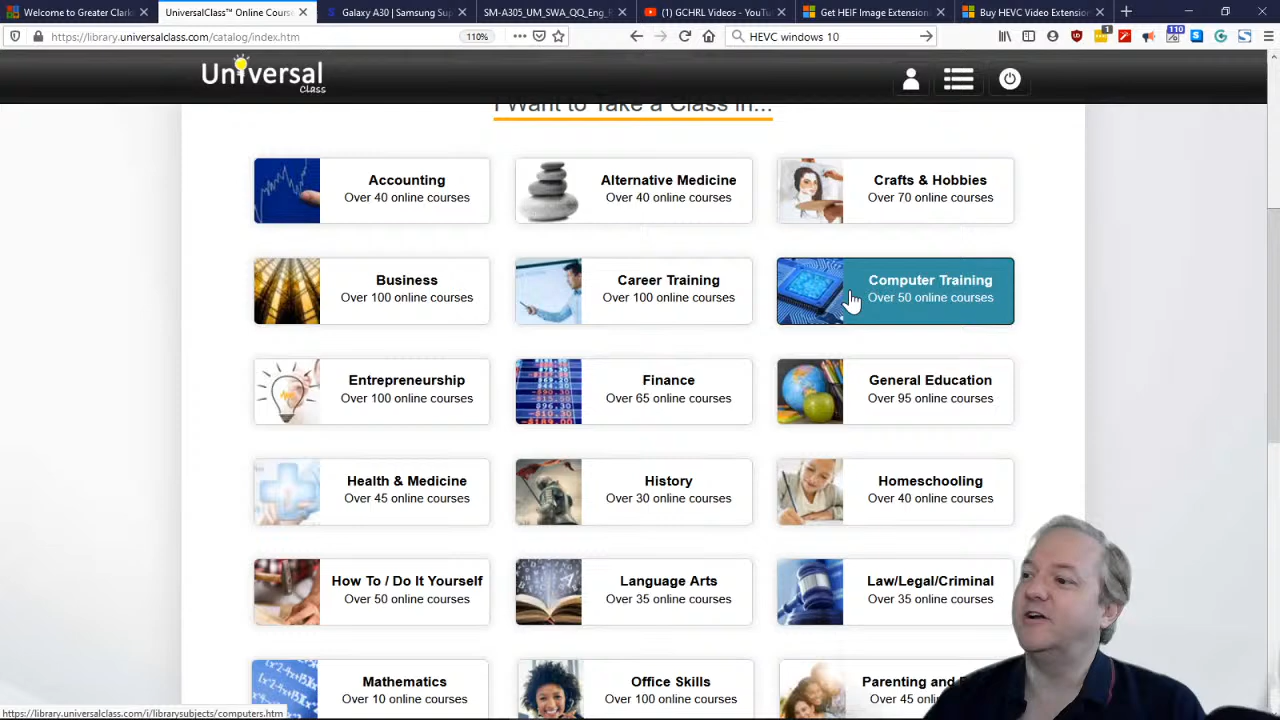 Welcome to Greater Clark
UniversalClass™ Online Cours
Galaxy A30 | Samsung Sup
SM-A305_UM_SWA_QQ_Eng_
(1) GCHRL Videos - YouTu
Get HEIF Image Extension
Buy HEVC Video Extension
https://library.universalclass.com/catalog/index.htm
HEVC windows 10
1
110
Universal
Class
I Want to Take a Class in...
Accounting
Over 40 online courses
Alternative Medicine
Over 40 online courses
Crafts & Hobbies
Over 70 online courses
Business
Over 100 online courses
Career Training
Over 100 online courses
Computer Training
Over 50 online courses
Entrepreneurship
Over 100 online courses
Finance
Over 65 online courses
General Education
Over 95 online courses
Health & Medicine
Over 45 online courses
History
Over 30 online courses
Homeschooling
Over 40 online courses
How To / Do It Yourself
Over 50 online courses
Language Arts
Over 35 online courses
Law/Legal/Criminal
Over 35 online courses
Mathematics
Over 10 online courses
Office Skills
Over 100 online courses
Parenting and
Over 45 onlin
https://library.universalclass.com/i/librarysubjects/computers.htm